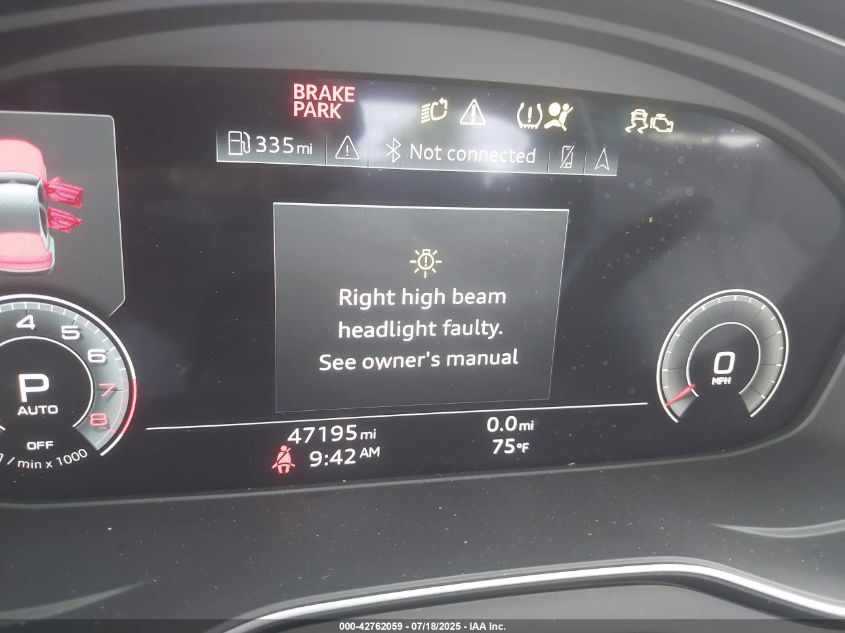 BRAKE
PARK
335mi
Not connected
Right high beam
headlight faulty.
See owner's manual
4
5
6
7
8
P
AUTO
OFF
/ min x 1000
0
MPH
47195mi
0.0mi
9:42AM
75°F
000-42762059 - 07/18/2025 - IAA Inc.